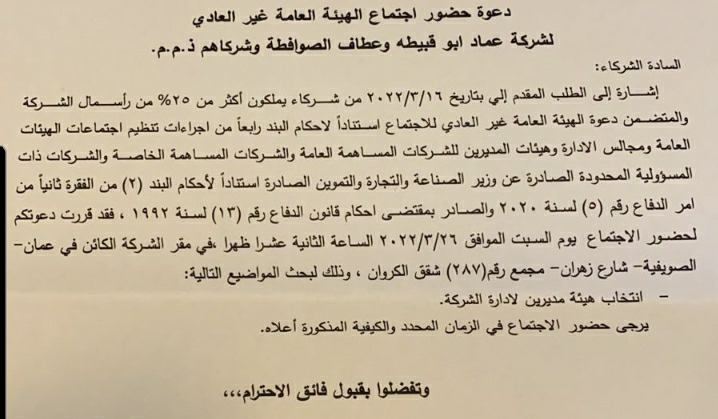 دعوة حضور اجتماع الهيئة العامة غير العادي
لشركة عماد ابو قبيطه وعطاف الصوافطة وشركاهم ذ.م.م.
السادة الشركاء:
إشارة إلى الطلب المقدم إلي بتاريخ ٢٠٢٢/٣/١٦ من شركاء يملكون أكثر من ٢٥% من رأسمال الشركة
والمتضمن دعوة الهيئة العامة غير العادي للاجتماع استناداً لاحكام البند رابعاً من اجراءات تنظيم اجتماعات الهيئات
العامة ومجالس الادارة وهيئات المديرين للشركات المساهمة العامة والشركات المساهمة الخاصة والشركات ذات
المسؤولية المحدودة الصادرة عن وزير الصناعة والتجارة والتموين الصادرة استناداً لأحكام البند (٢) من الفقرة ثانياً من
امر الدفاع رقم (٥) لسنة ٢٠٢٠ والصادر بمقتضى احكام قانون الدفاع رقم (١٣) لسنة ١٩٩٢ ، فقد قررت دعوتكم
لحضور الاجتماع يوم السبت الموافق ٢٠٢٢/٣/٢٦ الساعة الثانية عشرا ظهرا ،في مقر الشركة الكائن في عمان-
الصويفية- شارع زهران- مجمع رقم(٢٨٧) شقق الكروان ، وذلك لبحث المواضيع التالية:
- انتخاب هيئة مديرين لادارة الشركة.
يرجى حضور الاجتماع في الزمان المحدد والكيفية المذكورة أعلاه.
وتفضلوا بقبول فائق الاحترام،،،